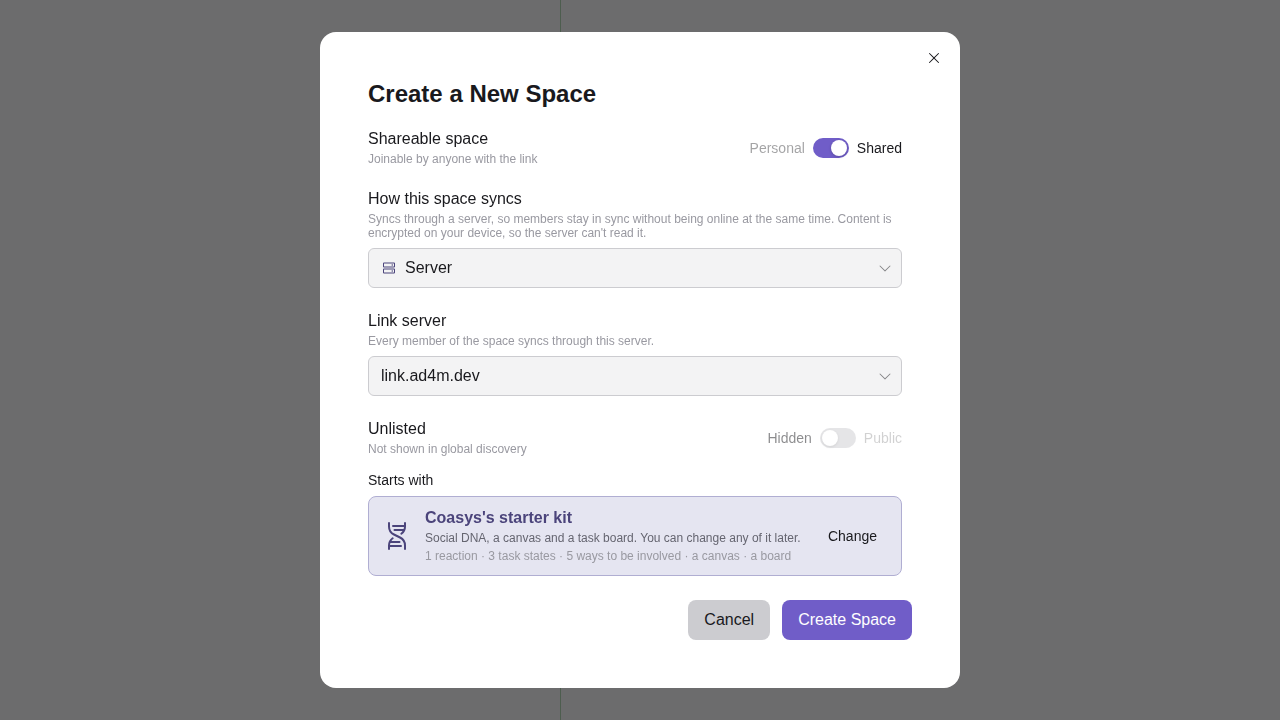 Create a New Space
Shareable space
Joinable by anyone with the link
Personal
Shared
How this space syncs
Syncs through a server, so members stay in sync without being online at the same time. Content is
encrypted on your device, so the server can't read it.
Server
Link server
Every member of the space syncs through this server.
link.ad4m.dev
Unlisted
Not shown in global discovery
Hidden
Public
Starts with
Coasys's starter kit
Social DNA, a canvas and a task board. You can change any of it later.
1 reaction · 3 task states · 5 ways to be involved · a canvas · a board
Change
Cancel
Create Space